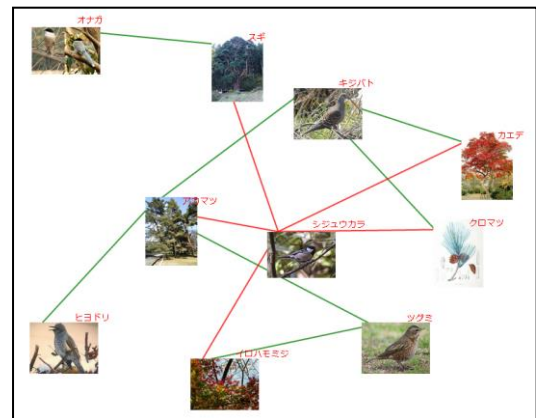 オナガ
スギ
キジバト
カエデ
アカマツ
シジュウカラ
クロマツ
ヒヨドリ
ツグミ
イロハモミジ